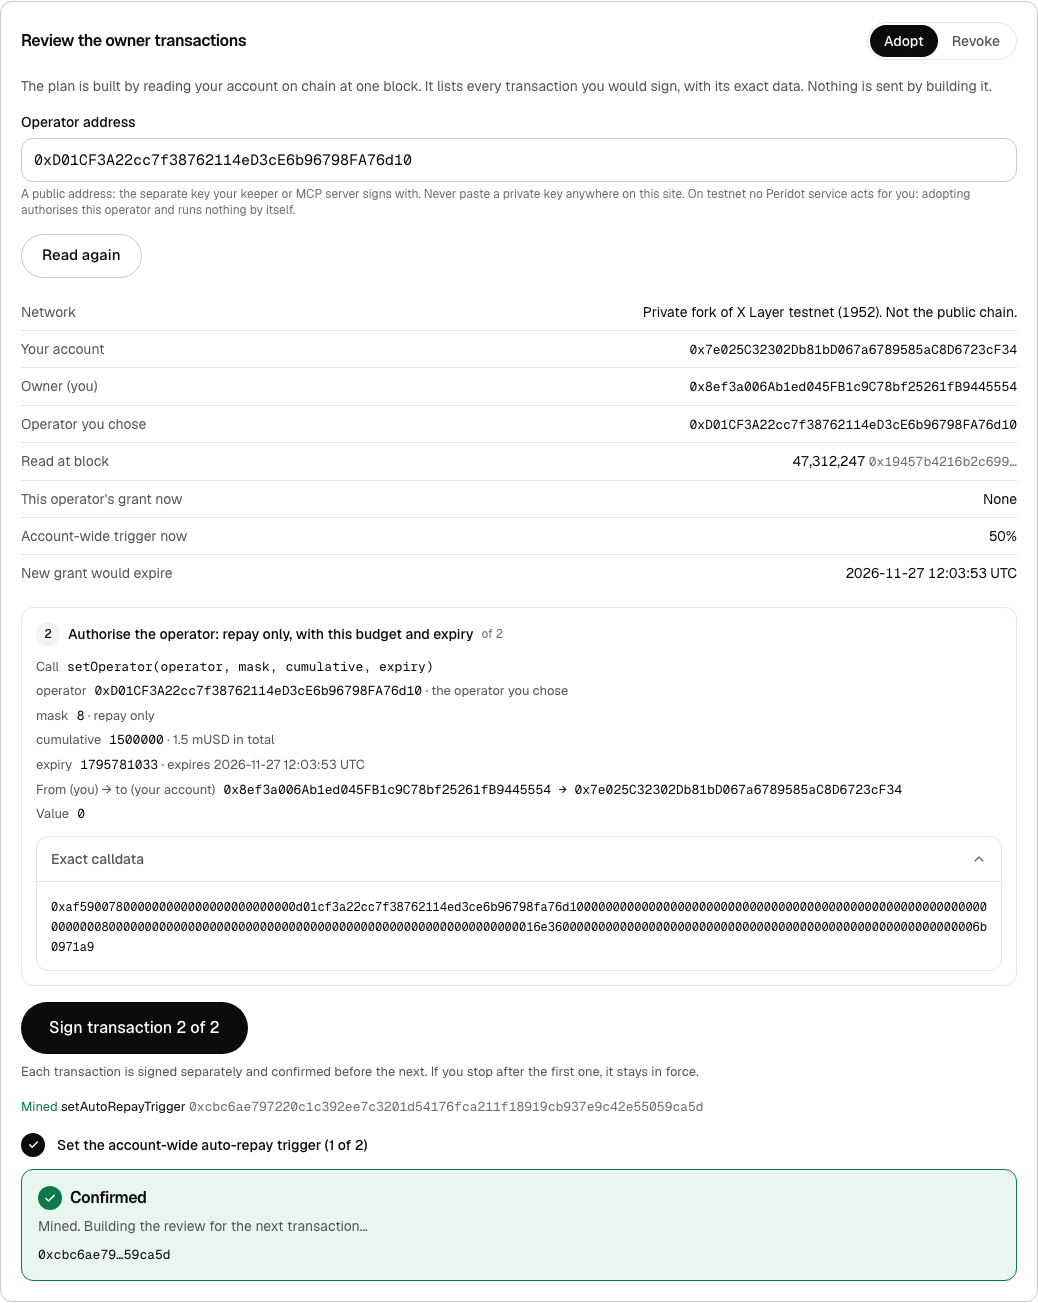 Review the owner transactions
Adopt
Revoke
The plan is built by reading your account on chain at one block. It lists every transaction you would sign, with its exact data. Nothing is sent by building it.
Operator address
0xD01CF3A22cc7f38762114eD3cE6b96798FA76d10
A public address: the separate key your keeper or MCP server signs with. Never paste a private key anywhere on this site. On testnet no Peridot service acts for you: adopting
authorises this operator and runs nothing by itself.
Read again
Network
Private fork of X Layer testnet (1952). Not the public chain.
Your account
0x7e025C32302Db81bD067a6789585aC8D6723cF34
Owner (you)
0x8ef3a006Ab1ed045FB1c9C78bf25261fB9445554
Operator you chose
0xD01CF3A22cc7f38762114eD3cE6b96798FA76d10
Read at block
47,312,247 0x19457b4216b2c699…
This operator's grant now
None
Account-wide trigger now
50%
New grant would expire
2026-11-27 12:03:53 UTC
2 Authorise the operator: repay only, with this budget and expiry of 2
Call setOperator(operator, mask, cumulative, expiry)
operator 0xD01CF3A22cc7f38762114eD3cE6b96798FA76d10 · the operator you chose
mask 8 · repay only
cumulative 1500000 · 1.5 mUSD in total
expiry 1795781033 · expires 2026-11-27 12:03:53 UTC
From (you) → to (your account) 0x8ef3a006Ab1ed045FB1c9C78bf25261fB9445554 → 0x7e025C32302Db81bD067a6789585aC8D6723cF34
Value 0
Exact calldata
0xaf590078000000000000000000000000d01cf3a22cc7f38762114ed3ce6b96798fa76d1000000000000000000000000000000000000000000000000000000000
00000008000000000000000000000000000000000000000000000000000000000016e360000000000000000000000000000000000000000000000000000000006b
0971a9
Sign transaction 2 of 2
Each transaction is signed separately and confirmed before the next. If you stop after the first one, it stays in force.
Mined setAutoRepayTrigger 0xcbc6ae797220c1c392ee7c3201d54176fca211f18919cb937e9c42e55059ca5d
Set the account-wide auto-repay trigger (1 of 2)
Confirmed
Mined. Building the review for the next transaction…
0xcbc6ae79…59ca5d